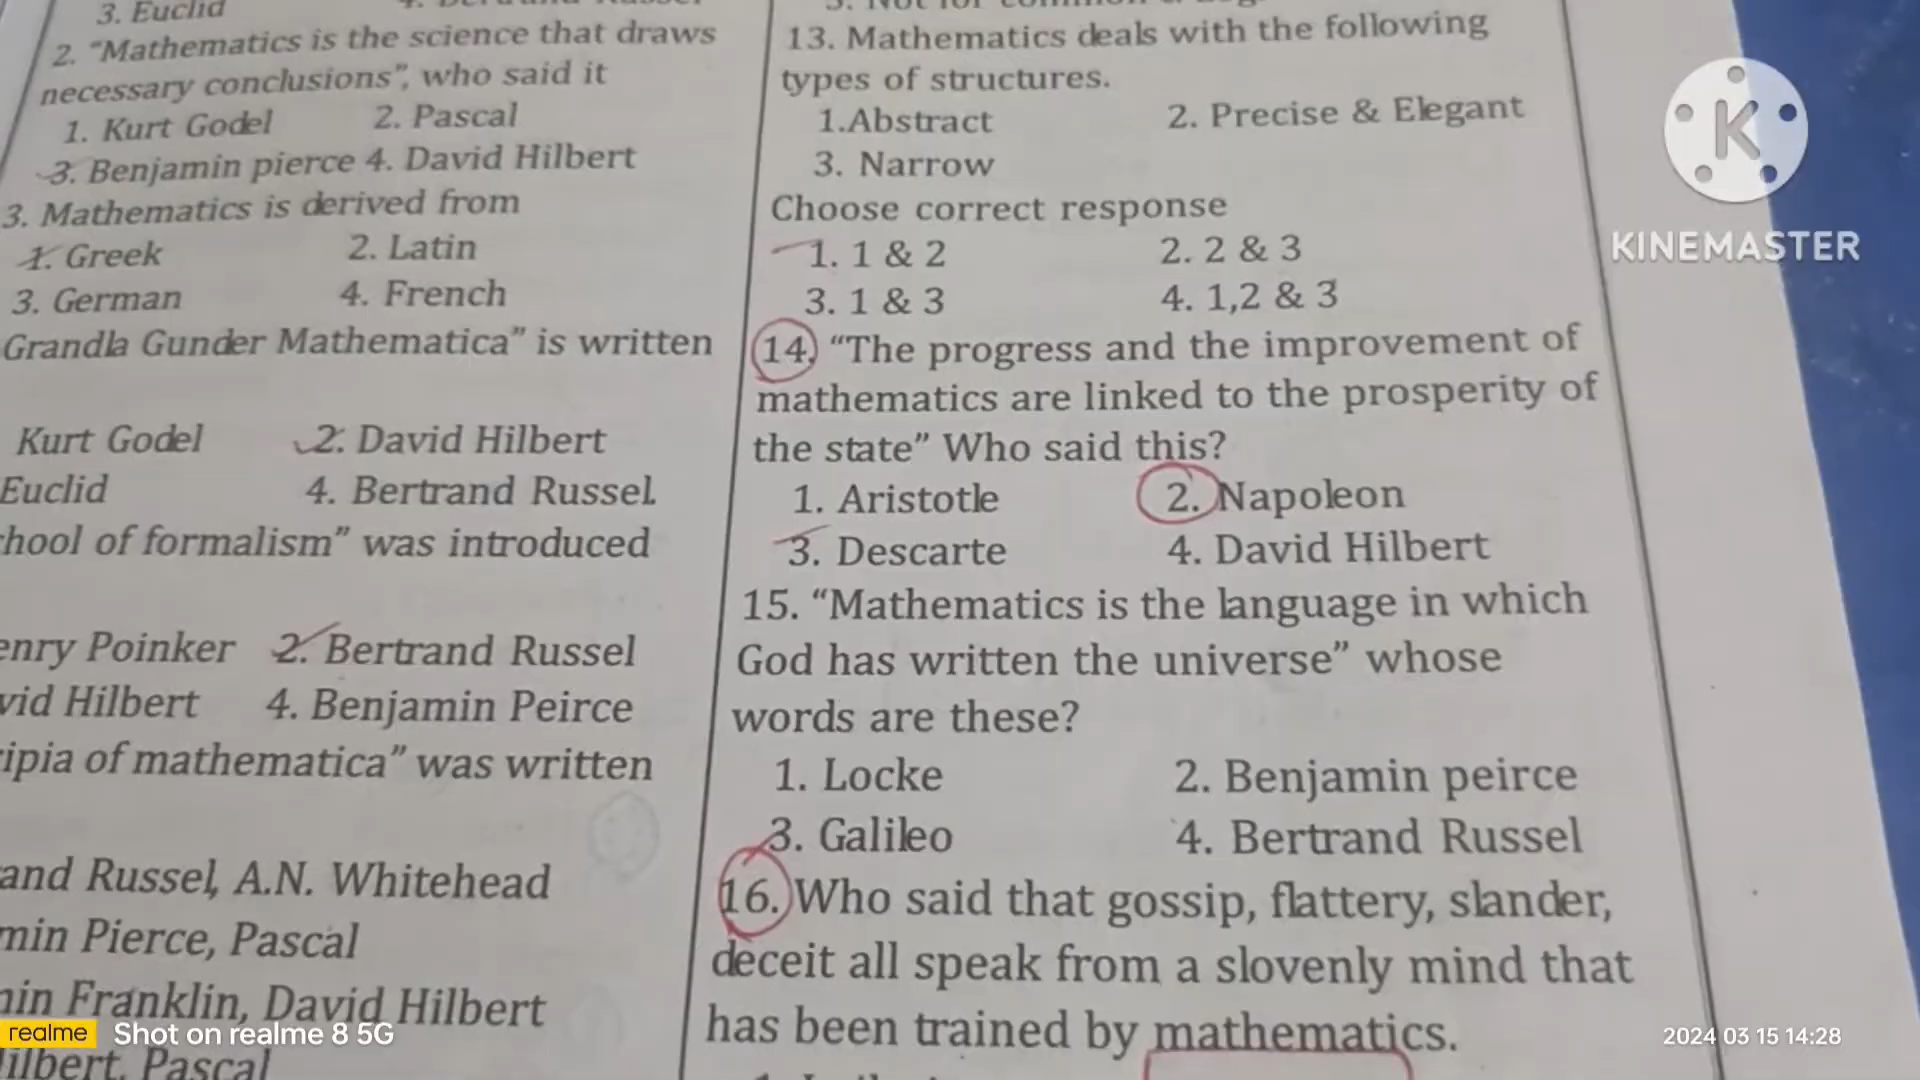 3. Euclid
2. “Mathematics is the science that draws
necessary conclusions”, who said it
1. Kurt Godel 2. Pascal
3. Benjamin pierce 4. David Hilbert
3. Mathematics is derived from
1. Greek 2. Latin
3. German 4. French
Grandla Gunder Mathematica” is written
Kurt Godel 2. David Hilbert
Euclid 4. Bertrand Russel.
hool of formalism” was introduced
enry Poinker 2. Bertrand Russel
vid Hilbert 4. Benjamin Peirce
ipia of mathematica” was written
and Russel, A.N. Whitehead
min Pierce, Pascal
nin Franklin, David Hilbert
ilbert, Pascal
13. Mathematics deals with the following
types of structures.
1.Abstract 2. Precise & Elegant
3. Narrow
Choose correct response
1. 1 & 2 2. 2 & 3
3. 1 & 3 4. 1,2 & 3
14. “The progress and the improvement of
mathematics are linked to the prosperity of
the state” Who said this?
1. Aristotle 2. Napoleon
3. Descarte 4. David Hilbert
15. “Mathematics is the language in which
God has written the universe” whose
words are these?
1. Locke 2. Benjamin peirce
3. Galileo 4. Bertrand Russel
16. Who said that gossip, flattery, slander,
deceit all speak from a slovenly mind that
has been trained by mathematics.
K
KINEMASTER
realme Shot on realme 8 5G
2024 03 15 14:28